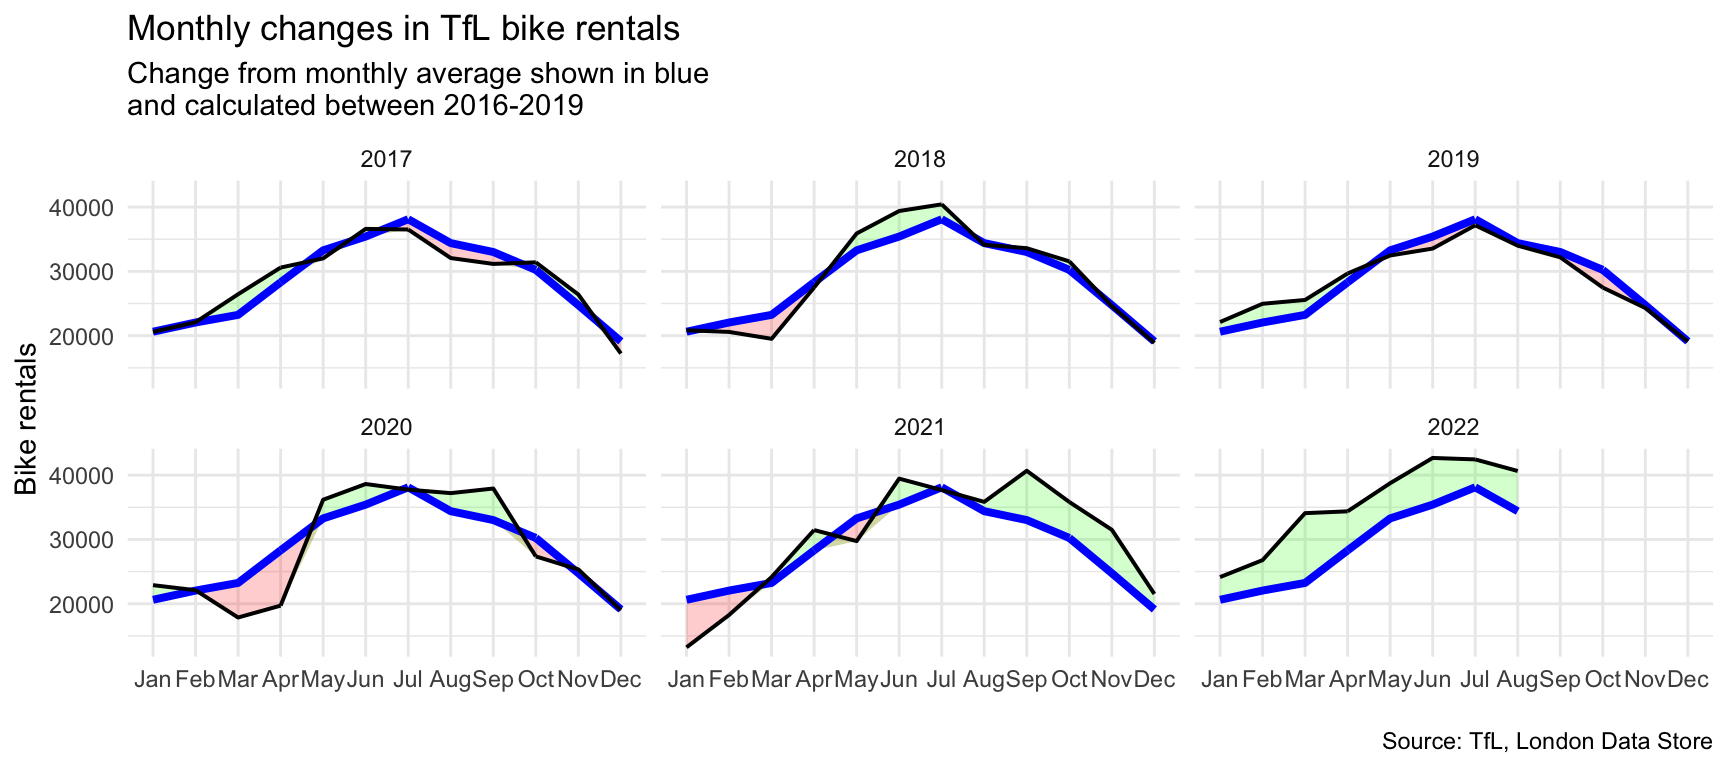 Monthly changes in TfL bike rentals
Change from monthly average shown in blue
and calculated between 2016-2019
2017 2018 2019
40000
30000
20000
Bike rentals
2020 2021 2022
40000
30000
20000
Jan Feb Mar Apr May Jun Jul Aug Sep Oct Nov Dec Jan Feb Mar Apr May Jun Jul Aug Sep Oct Nov Dec Jan Feb Mar Apr May Jun Jul Aug Sep Oct Nov Dec
Source: TfL, London Data Store